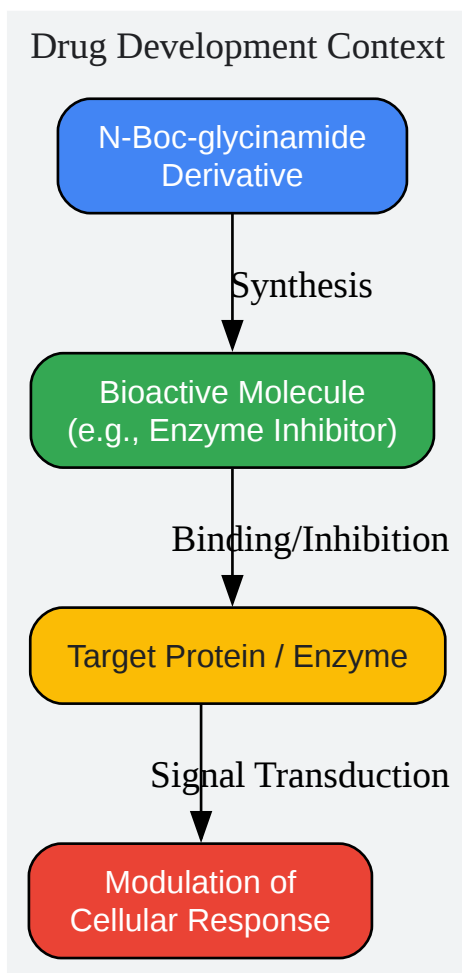 Drug Development Context
N-Boc-glycinamide
Derivative
Synthesis
Bioactive Molecule
(e.g., Enzyme Inhibitor)
Binding/Inhibition
Target Protein / Enzyme
Signal Transduction
Modulation of
Cellular Response